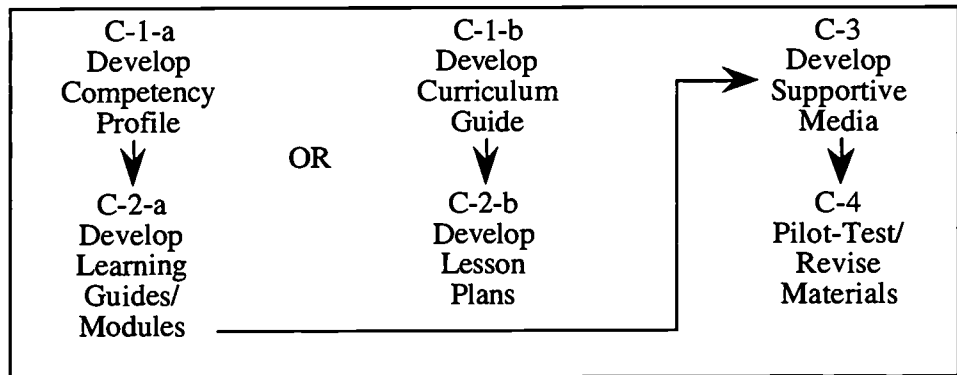 C-1-a
Develop
Competency
Profile
C-2-a
Develop
Learning
Guides/
Modules
OR
C-1-b
Develop
Curriculum
Guide
C-2-b
Develop
Lesson
Plans
C-3
Develop
Supportive
Media
C-4
Pilot-Test/
Revise
Materials